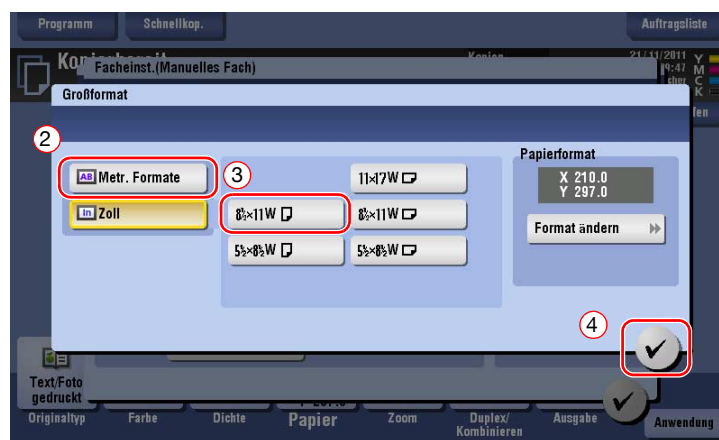 Programm
Schnellkop.
Auftragsliste
Kopien
21/11/2011
Facheinst.(Manuelles Fach)
Y
M
C
K
Großformat
2
Metr. Formate
3
11×17W
Papierformat
X 210.0
Y 297.0
Zoll
8½×11W
8½×11W
Format ändern
5½×8½W
5½×8½W
4
Text/Foto
gedruckt
Originaltyp
Farbe
Dichte
Papier
Zoom
Duplex/
Kombinieren
Ausgabe
Anwendung